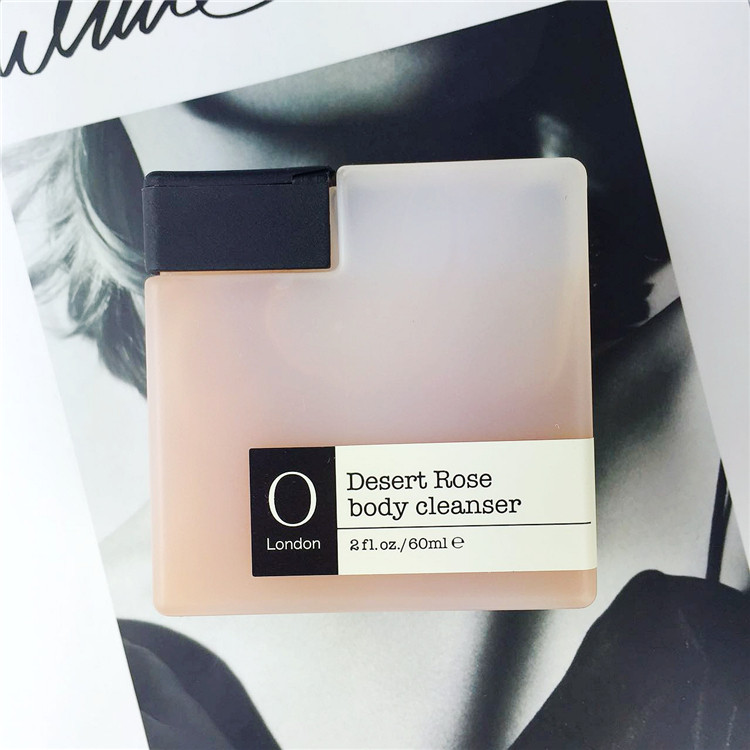 O
London
Desert Rose
body cleanser
2 fl. oz./60ml ℮